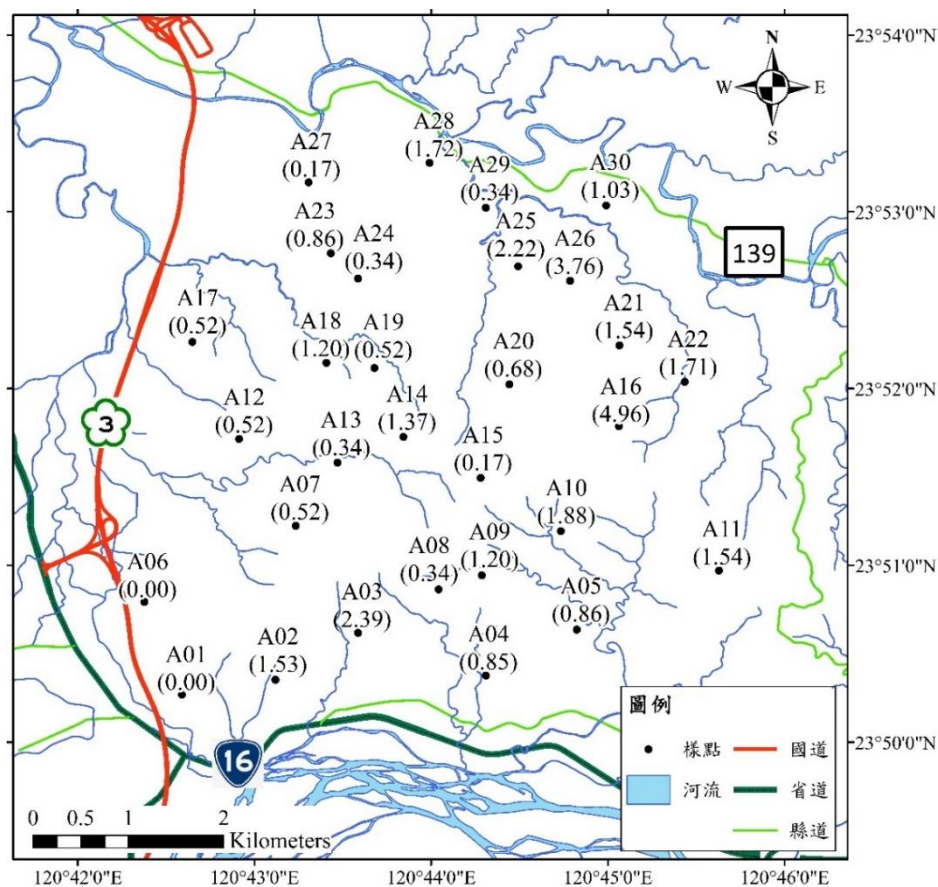 23°54'0"N
N
W
E
S
A28
(1.72)
A27
(0.17)
A29
(0.34)
A30
(1.03)
23°53'0"N
A23
(0.86)
A24
(0.34)
A25
(2.22)
A26
(3.76)
139
A17
(0.52)
A18
(1.20)
A19
(0.52)
A20
(0.68)
A21
(1.54)
A22
(1.71)
23°52'0"N
A12
(0.52)
A13
(0.34)
A14
(1.37)
A15
(0.17)
A16
(4.96)
3
A07
(0.52)
A10
(1.88)
A08
(0.34)
A09
(1.20)
A11
(1.54)
23°51'0"N
A06
(0.00)
A03
(2.39)
A05
(0.86)
A04
(0.85)
A01
(0.00)
A02
(1.53)
23°50'0"N
16
圖例
樣點
國道
河流
省道
縣道
0 0.5 1 2
Kilometers
120°42'0"E 120°43'0"E 120°44'0"E 120°45'0"E 120°46'0"E